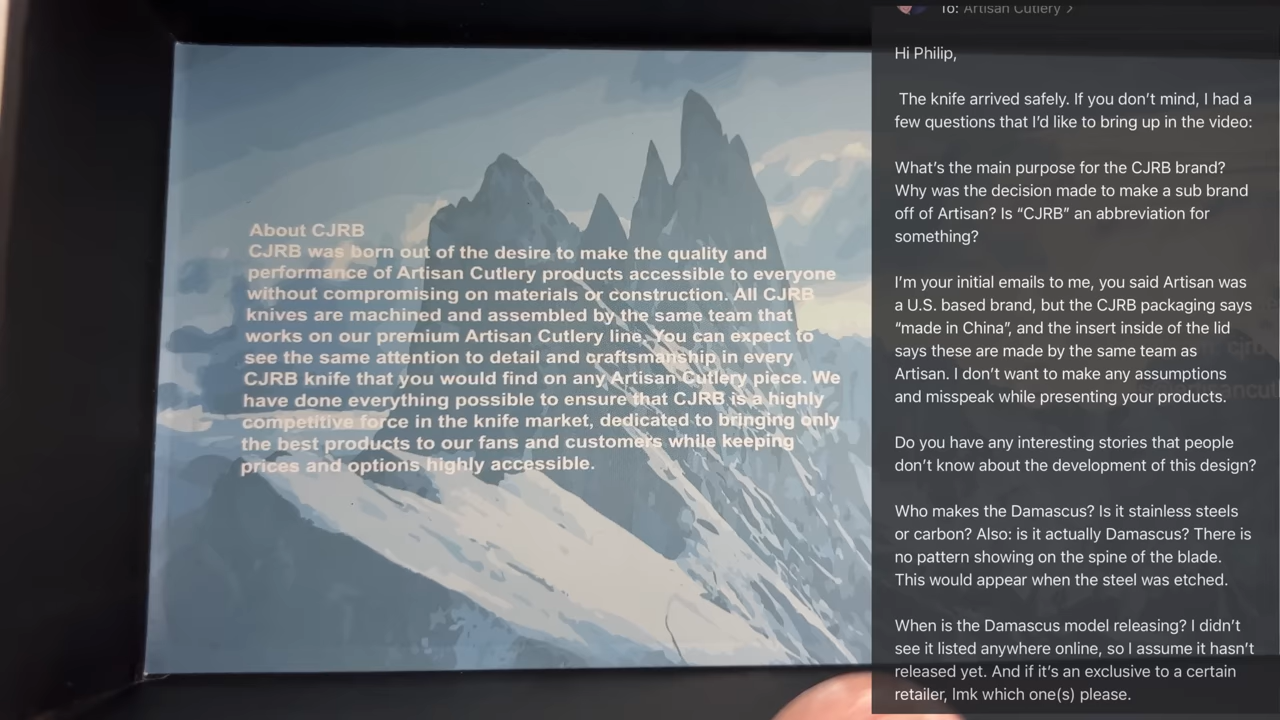 About CJRB
CJRB was born out of the desire to make the quality and
performance of Artisan Cutlery products accessible to everyone
without compromising on materials or construction. All CJRB
knives are machined and assembled by the same team that
works on our premium Artisan Cutlery line. You can expect to
see the same attention to detail and craftsmanship in every
CJRB knife that you would find on any Artisan Cutlery piece. We
have done everything possible to ensure that CJRB is a highly
competitive force in the knife market, dedicated to bringing only
the best products to our fans and customers while keeping
prices and options highly accessible.
To: Artisan Cutlery >
Hi Philip,
The knife arrived safely. If you don't mind, I had a
few questions that I'd like to bring up in the video:
What's the main purpose for the CJRB brand?
Why was the decision made to make a sub brand
off of Artisan? Is “CJRB” an abbreviation for
something?
I'm your initial emails to me, you said Artisan was
a U.S. based brand, but the CJRB packaging says
“made in China”, and the insert inside of the lid
says these are made by the same team as
Artisan. I don't want to make any assumptions
and misspeak while presenting your products.
Do you have any interesting stories that people
don't know about the development of this design?
Who makes the Damascus? Is it stainless steels
or carbon? Also: is it actually Damascus? There is
no pattern showing on the spine of the blade.
This would appear when the steel was etched.
When is the Damascus model releasing? I didn't
see it listed anywhere online, so I assume it hasn't
released yet. And if it's an exclusive to a certain
retailer, lmk which one(s) please.